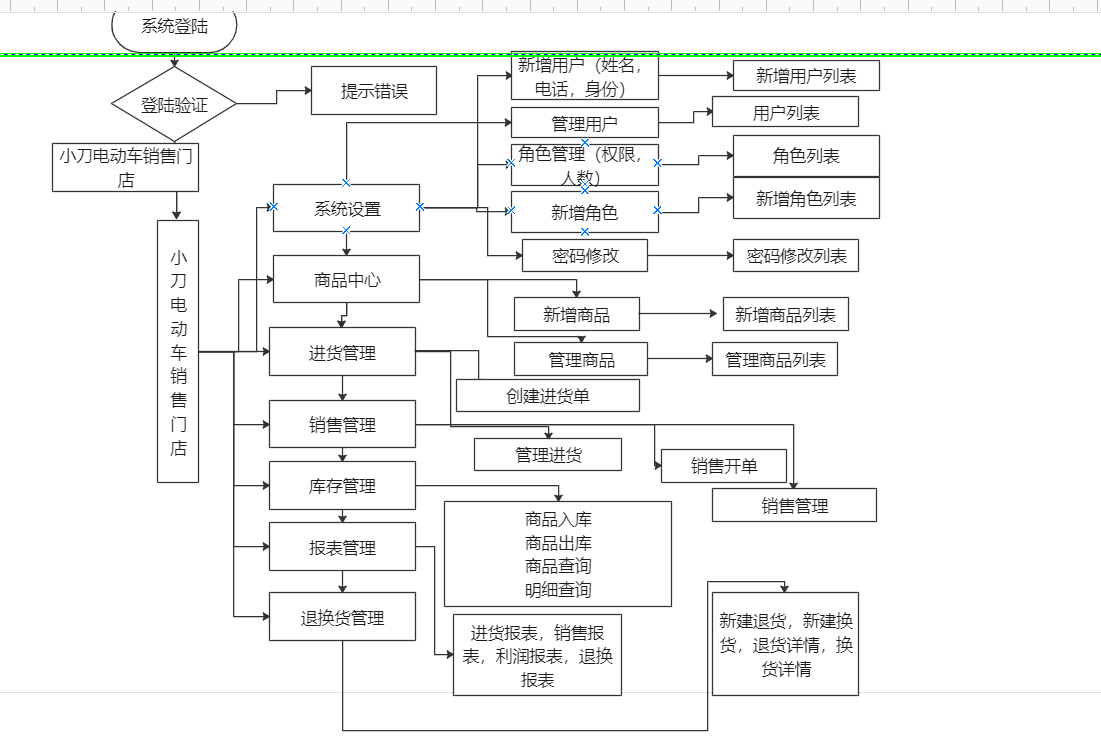 系统登陆
登陆验证
提示错误
小刀电动车销售门
店
小
刀
电
动
车
销
售
门
店
新增用户（姓名，
电话，身份）
新增用户列表
管理用户
用户列表
角色管理（权限，
人数）
角色列表
系统设置
新增角色
新增角色列表
密码修改
密码修改列表
商品中心
新增商品
新增商品列表
进货管理
管理商品
管理商品列表
创建进货单
销售管理
管理进货
销售开单
库存管理
销售管理
商品入库
商品出库
商品查询
明细查询
报表管理
退换货管理
进货报表，销售报
表，利润报表，退换
报表
新建退货，新建换
货，退货详情，换
货详情